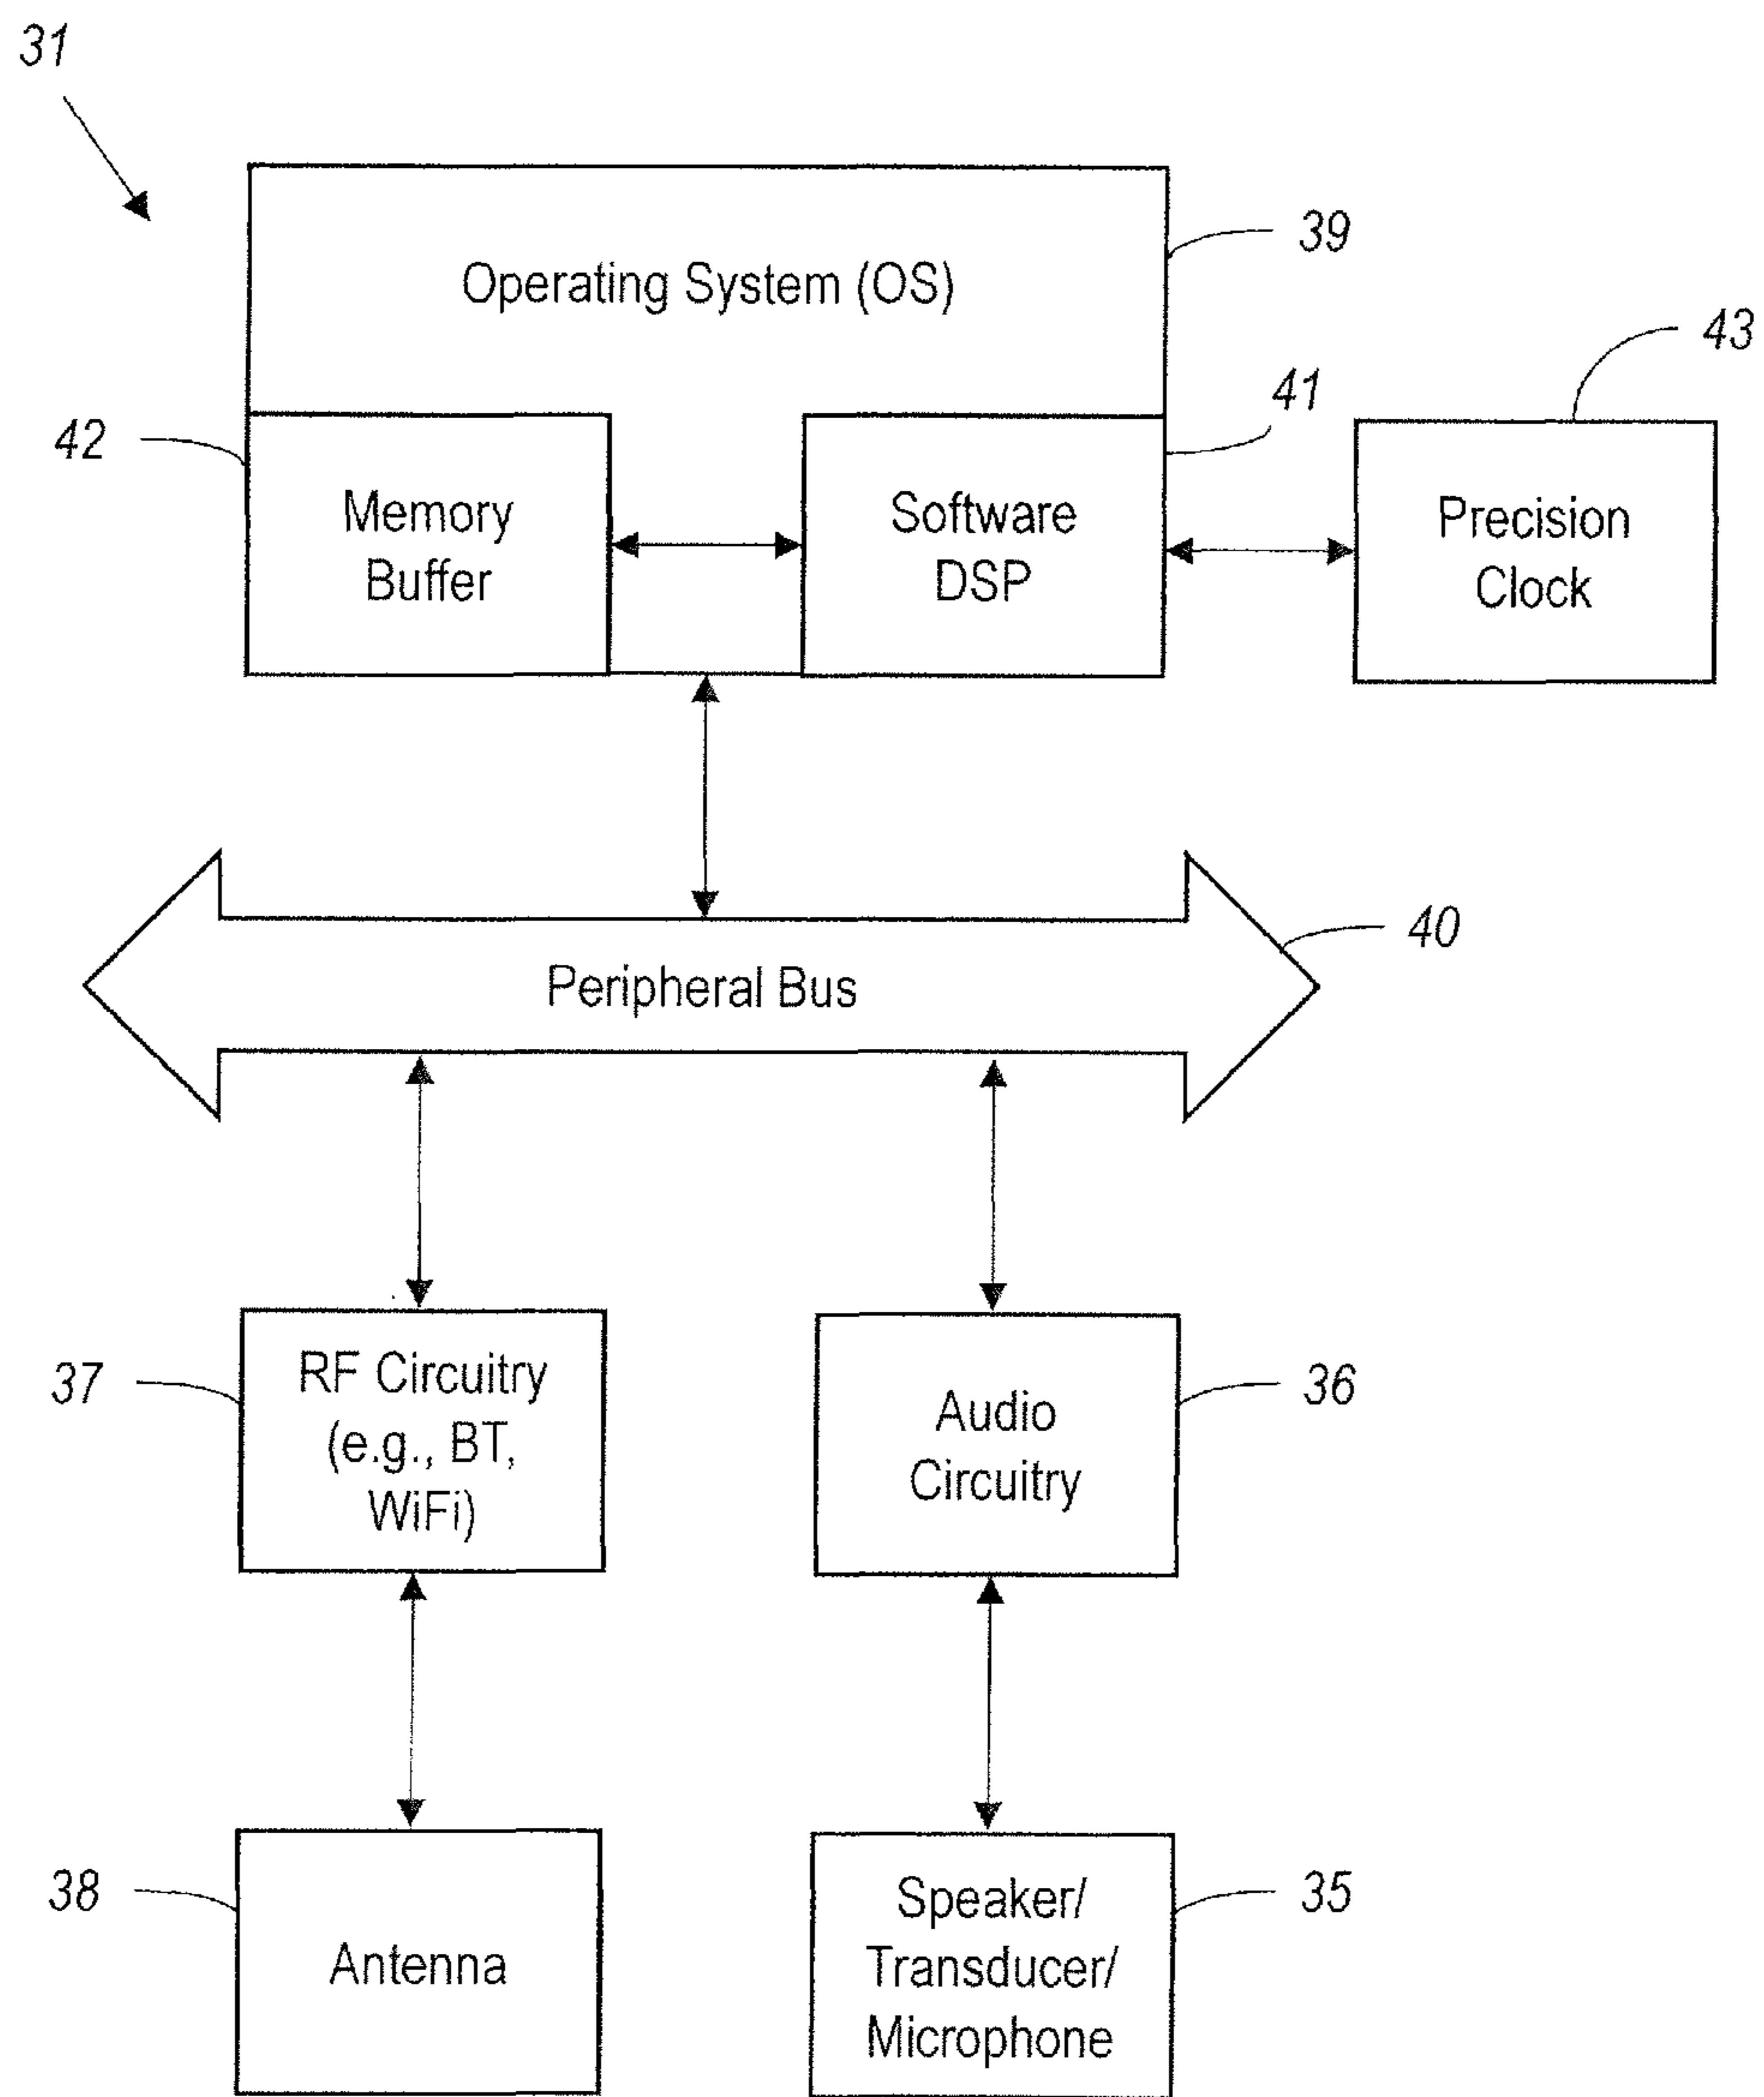 31
Operating System (OS)
39
43
42
41
Memory
Buffer
Software
DSP
Precision
Clock
Peripheral Bus
40
37
RF Circuitry
(e.g., BT,
WiFi)
Audio
Circuitry
36
38
Antenna
Speaker/
Transducer/
Microphone
35